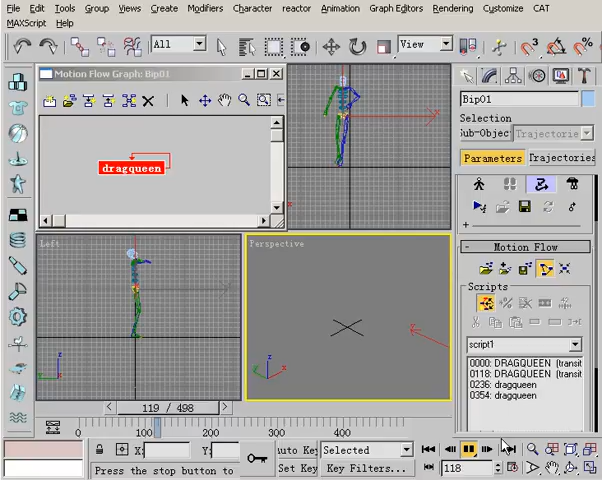 File Edit Tools Group Views Create Modifiers Character reactor Animation Graph Editors Rendering Customize CAT
MAXScript Help
All
View
3
Motion Flow Graph: Bip01
dragqueen
Bip01
Selection
Sub-Objec
Trajectories
Parameters
Trajectories
Motion Flow
Scripts
script1
0000: DRAGQUEEN (transit
0118: DRAGQUEEN (transit
0236: dragqueen
0354: dragqueen
Left
Perspective
z
y
x
z
y
x
119 / 498
0
100
200
300
400
X:
Y:
Press the stop button to
Auto Key
Set Key
Selected
Key Filters...
118